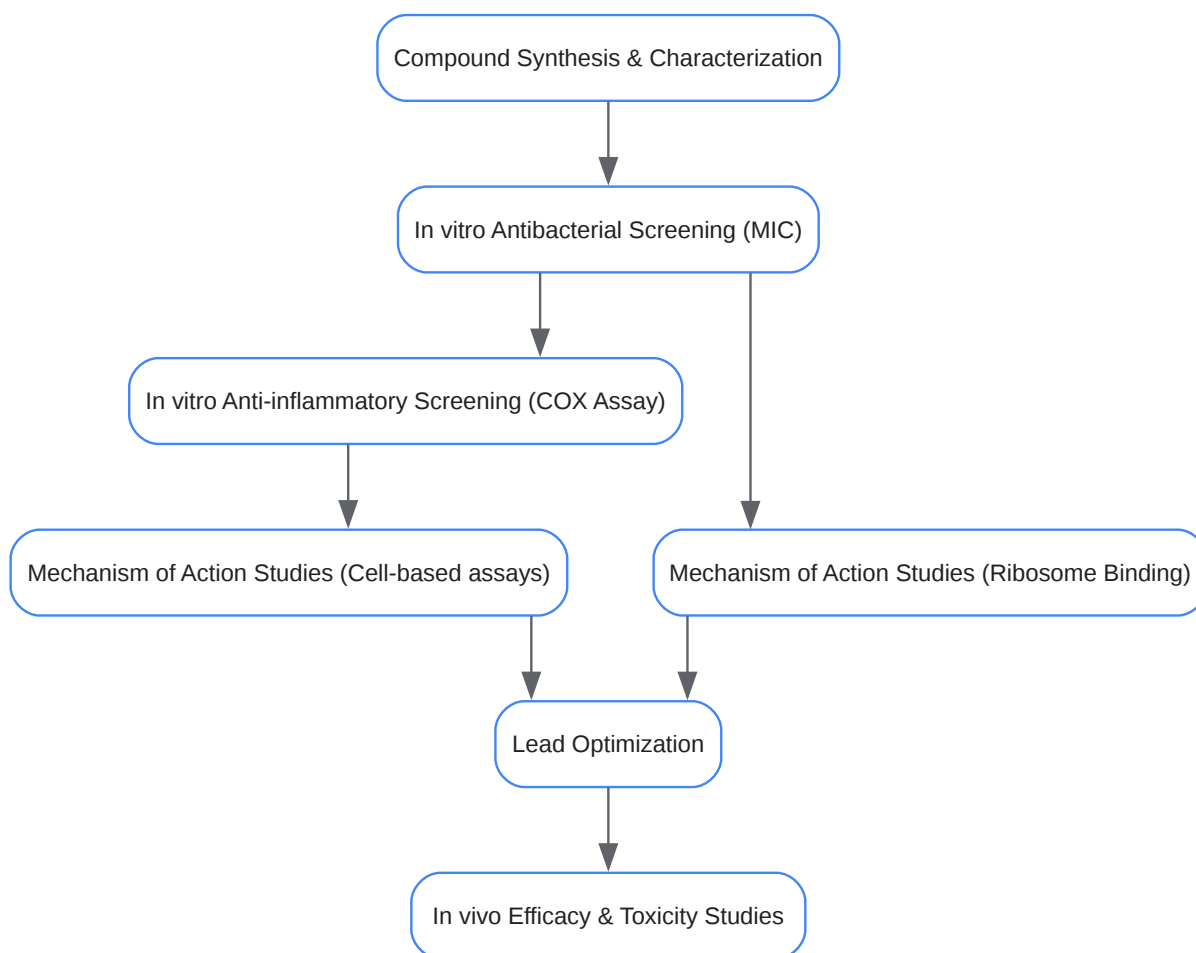 Compound Synthesis & Characterization
In vitro Antibacterial Screening (MIC)
In vitro Anti-inflammatory Screening (COX Assay)
Mechanism of Action Studies (Cell-based assays)
Mechanism of Action Studies (Ribosome Binding)
Lead Optimization
In vivo Efficacy & Toxicity Studies